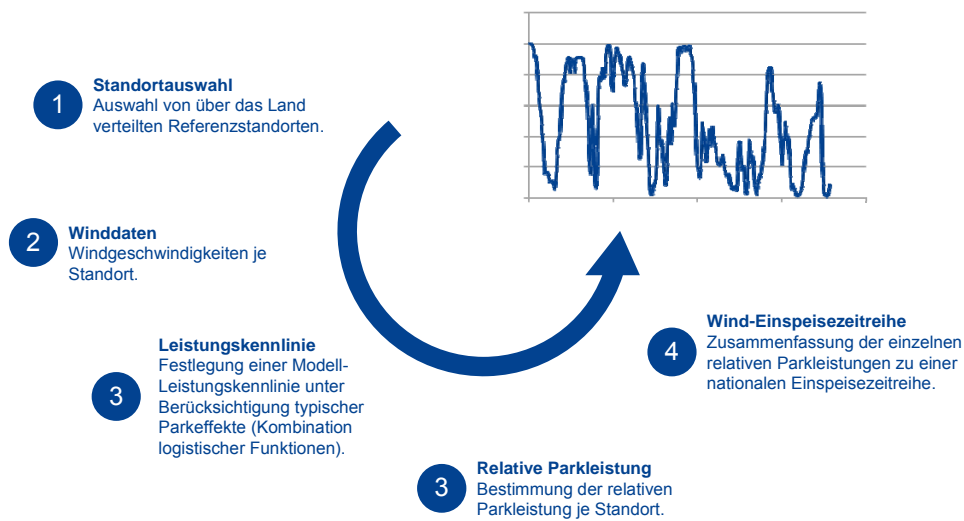 1
Standortauswahl
Auswahl von über das Land
verteilten Referenzstandorten.
2
Winddaten
Windgeschwindigkeiten je
Standort.
3
Leistungskennlinie
Festlegung einer Modell-
Leistungskennlinie unter
Berücksichtigung typischer
Parkeffekte (Kombination
logistischer Funktionen).
3
Relative Parkleistung
Bestimmung der relativen
Parkleistung je Standort.
4
Wind-Einspeisezeitreihe
Zusammenfassung der einzelnen
relativen Parkleistungen zu einer
nationalen Einspeisezeitreihe.